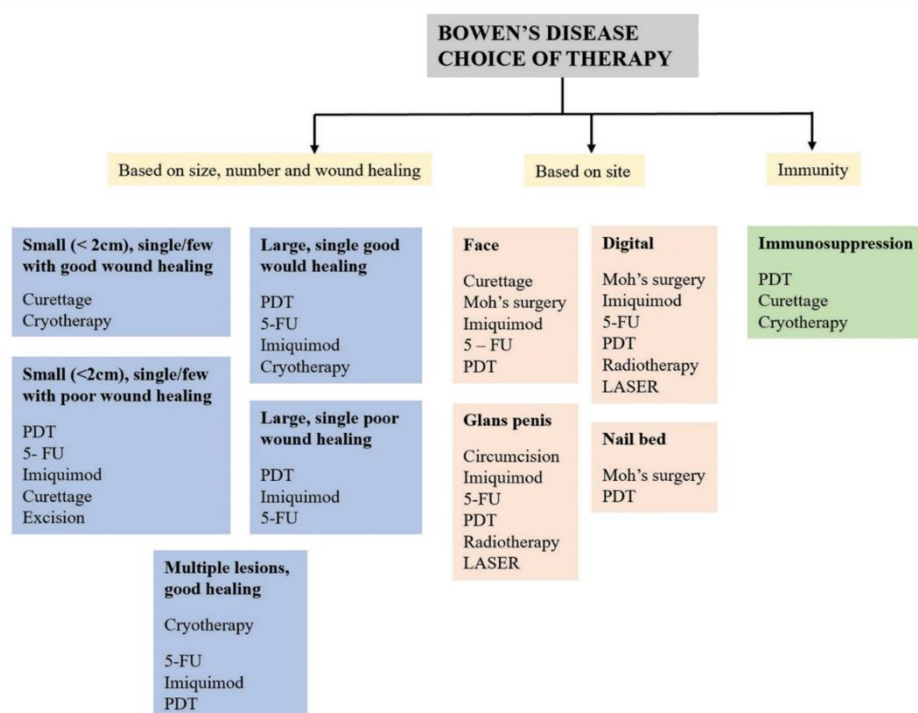 BOWEN'S DISEASE
CHOICE OF THERAPY
Based on size, number and wound healing
Based on site
Immunity
Small (< 2cm), single/few
with good wound healing
Curettage
Cryotherapy
Small (<2cm), single/few
with poor wound healing
PDT
5- FU
Imiquimod
Curettage
Excision
Large, single good
would healing
PDT
5-FU
Imiquimod
Cryotherapy
Large, single poor
wound healing
PDT
Imiquimod
5-FU
Multiple lesions,
good healing
Cryotherapy
5-FU
Imiquimod
PDT
Face
Curettage
Moh's surgery
Imiquimod
5 – FU
PDT
Glans penis
Circumcision
Imiquimod
5-FU
PDT
Radiotherapy
LASER
Digital
Moh's surgery
Imiquimod
5-FU
PDT
Radiotherapy
LASER
Nail bed
Moh's surgery
PDT
Immunosuppression
PDT
Curettage
Cryotherapy